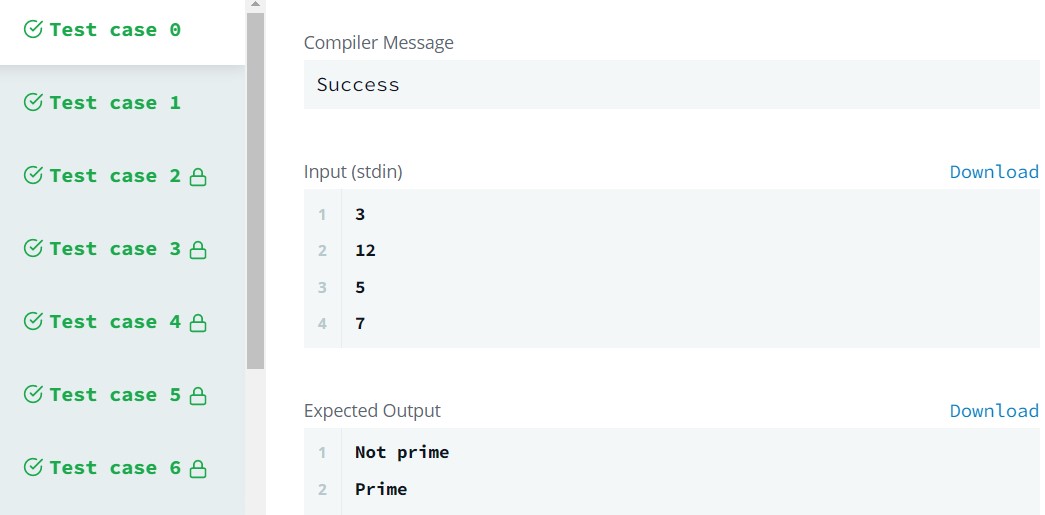 Test case 0
Test case 1
Test case 2
Test case 3
Test case 4
Test case 5
Test case 6
Compiler Message
Success
Input (stdin) Download
1 3
2 12
3 5
4 7
Expected Output Download
1 Not prime
2 Prime